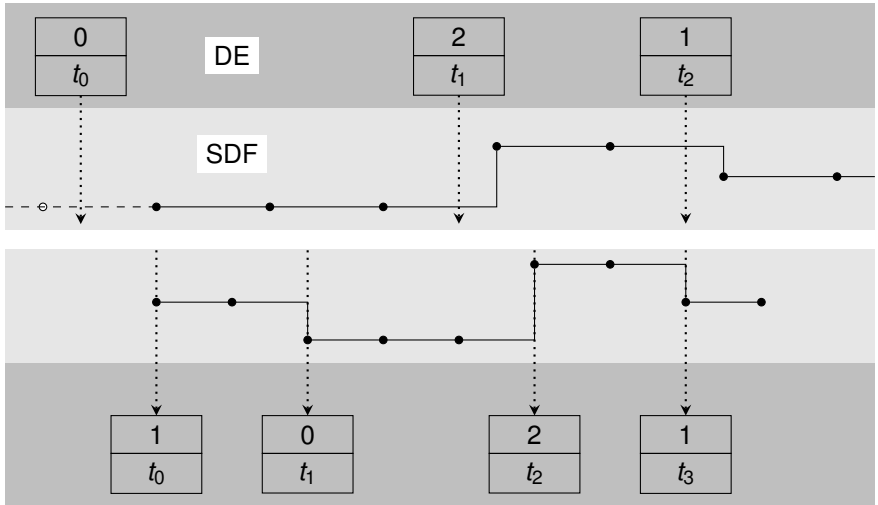 0 2 1
DE
t₀ t₁ t₂
SDF
1 0 2 1
t₀ t₁ t₂ t₃